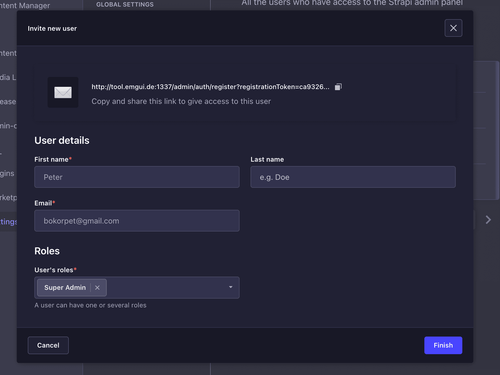 ntent Manager
GLOBAL SETTINGS
All the users who have access to the Strapi admin panel
Invite new user
http://tool.emgui.de:1337/admin/auth/register?registrationToken=ca9326...
Copy and share this link to give access to this user
User details
First name*
Last name
Peter
e.g. Doe
Email*
bokorpet@gmail.com
Roles
User's roles*
Super Admin
A user can have one or several roles
Cancel
Finish
ntent
dia L
ease
min-c
gins
arketp
ttings